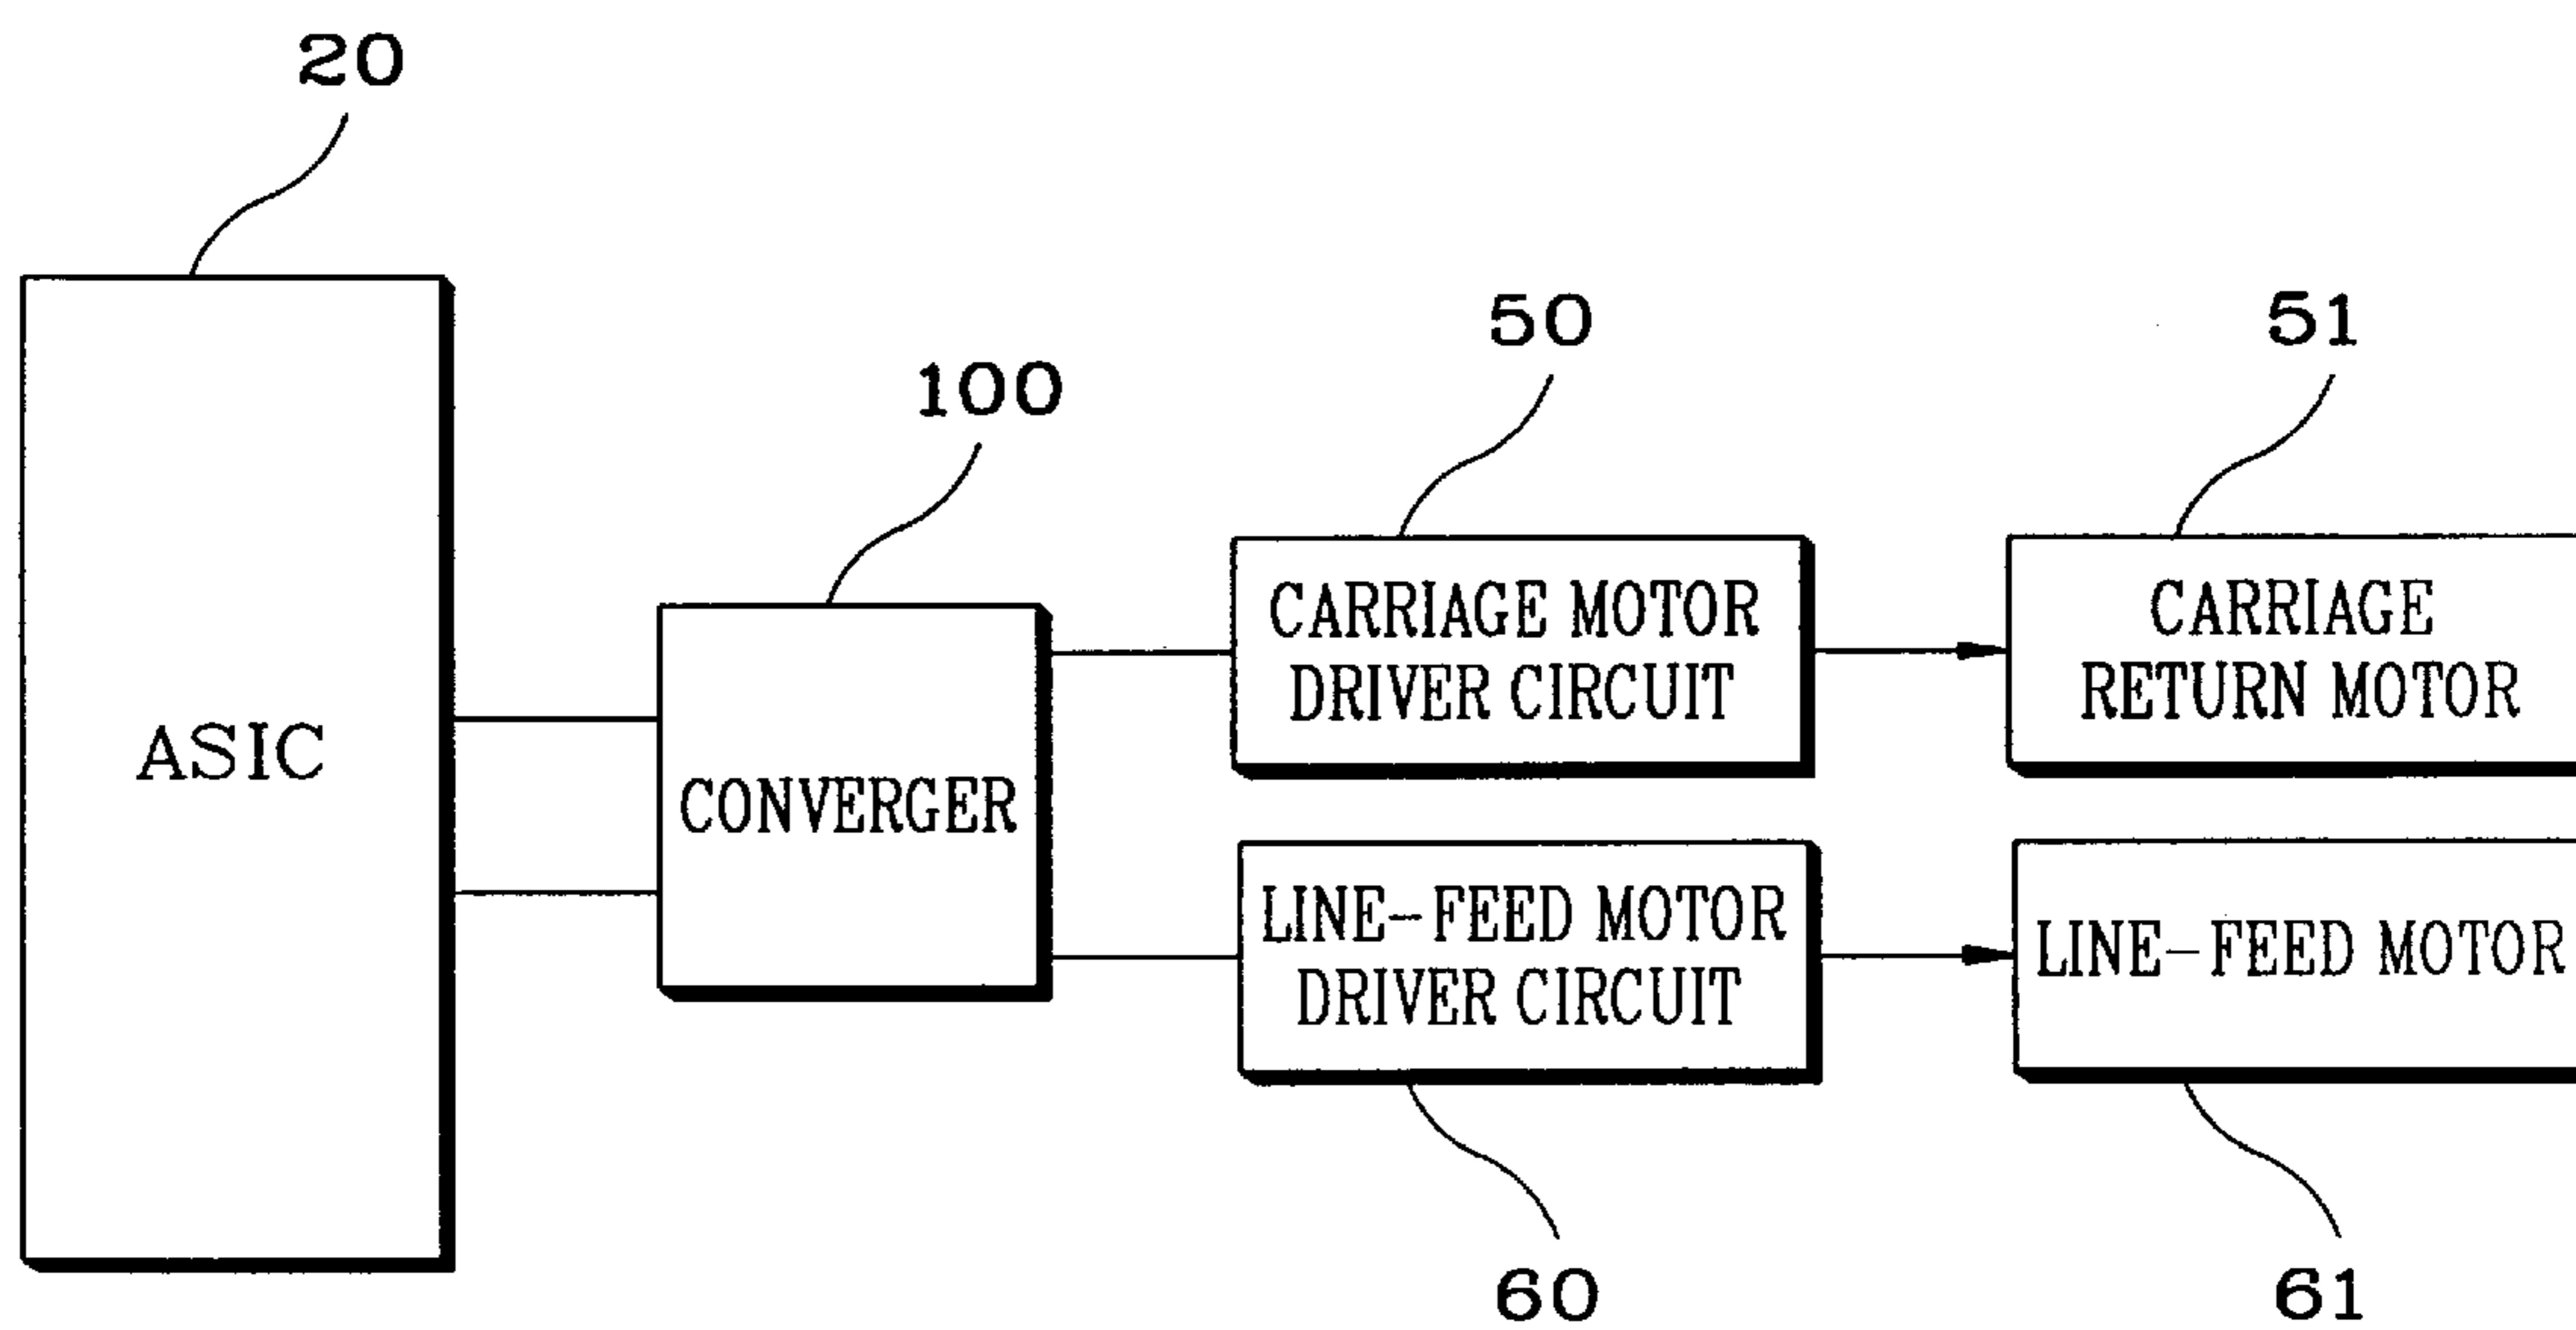 20
50
51
100
CARRIAGE MOTOR
DRIVER CIRCUIT
CARRIAGE
RETURN MOTOR
ASIC
CONVERGER
LINE-FEED MOTOR
DRIVER CIRCUIT
LINE-FEED MOTOR
60
61